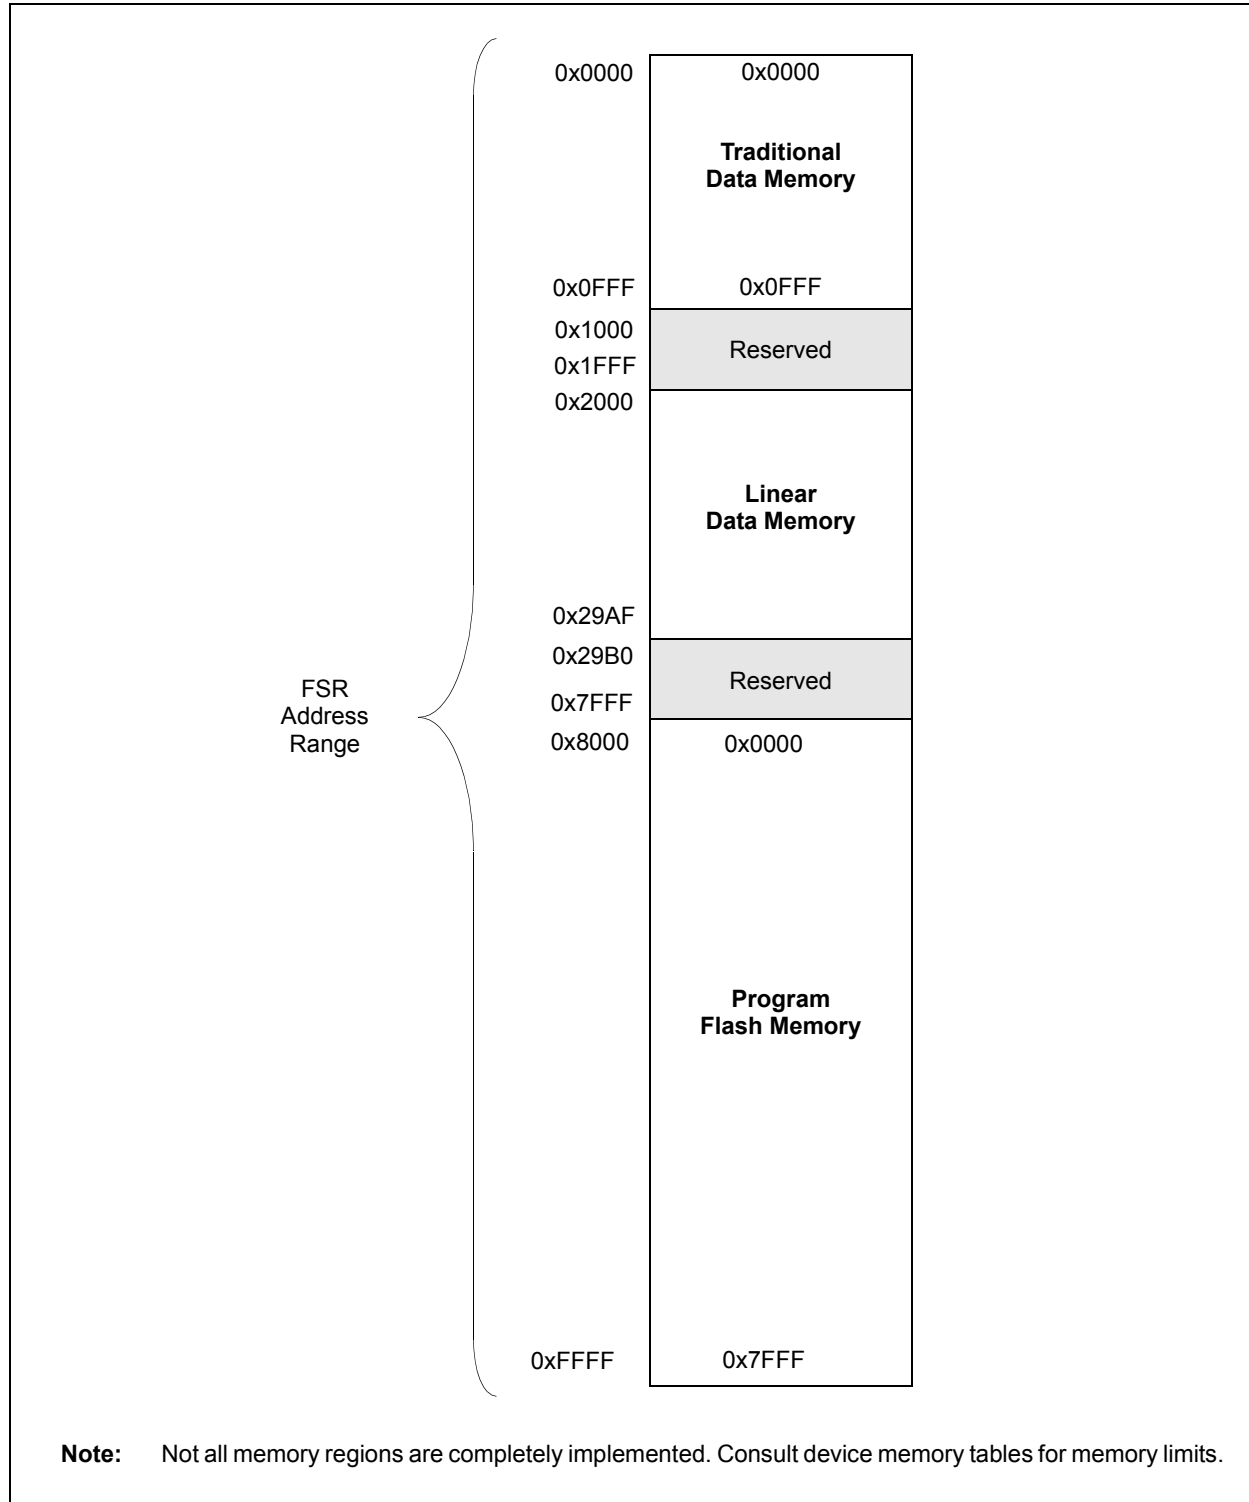 0x0000 0x0000
Traditional
Data Memory
0x0FFF 0x0FFF
0x1000
Reserved
0x1FFF
0x2000
Linear
Data Memory
0x29AF
0x29B0
Reserved
0x7FFF
FSR
Address
Range
0x8000 0x0000
Program
Flash Memory
0xFFFF 0x7FFF
Note: Not all memory regions are completely implemented. Consult device memory tables for memory limits.